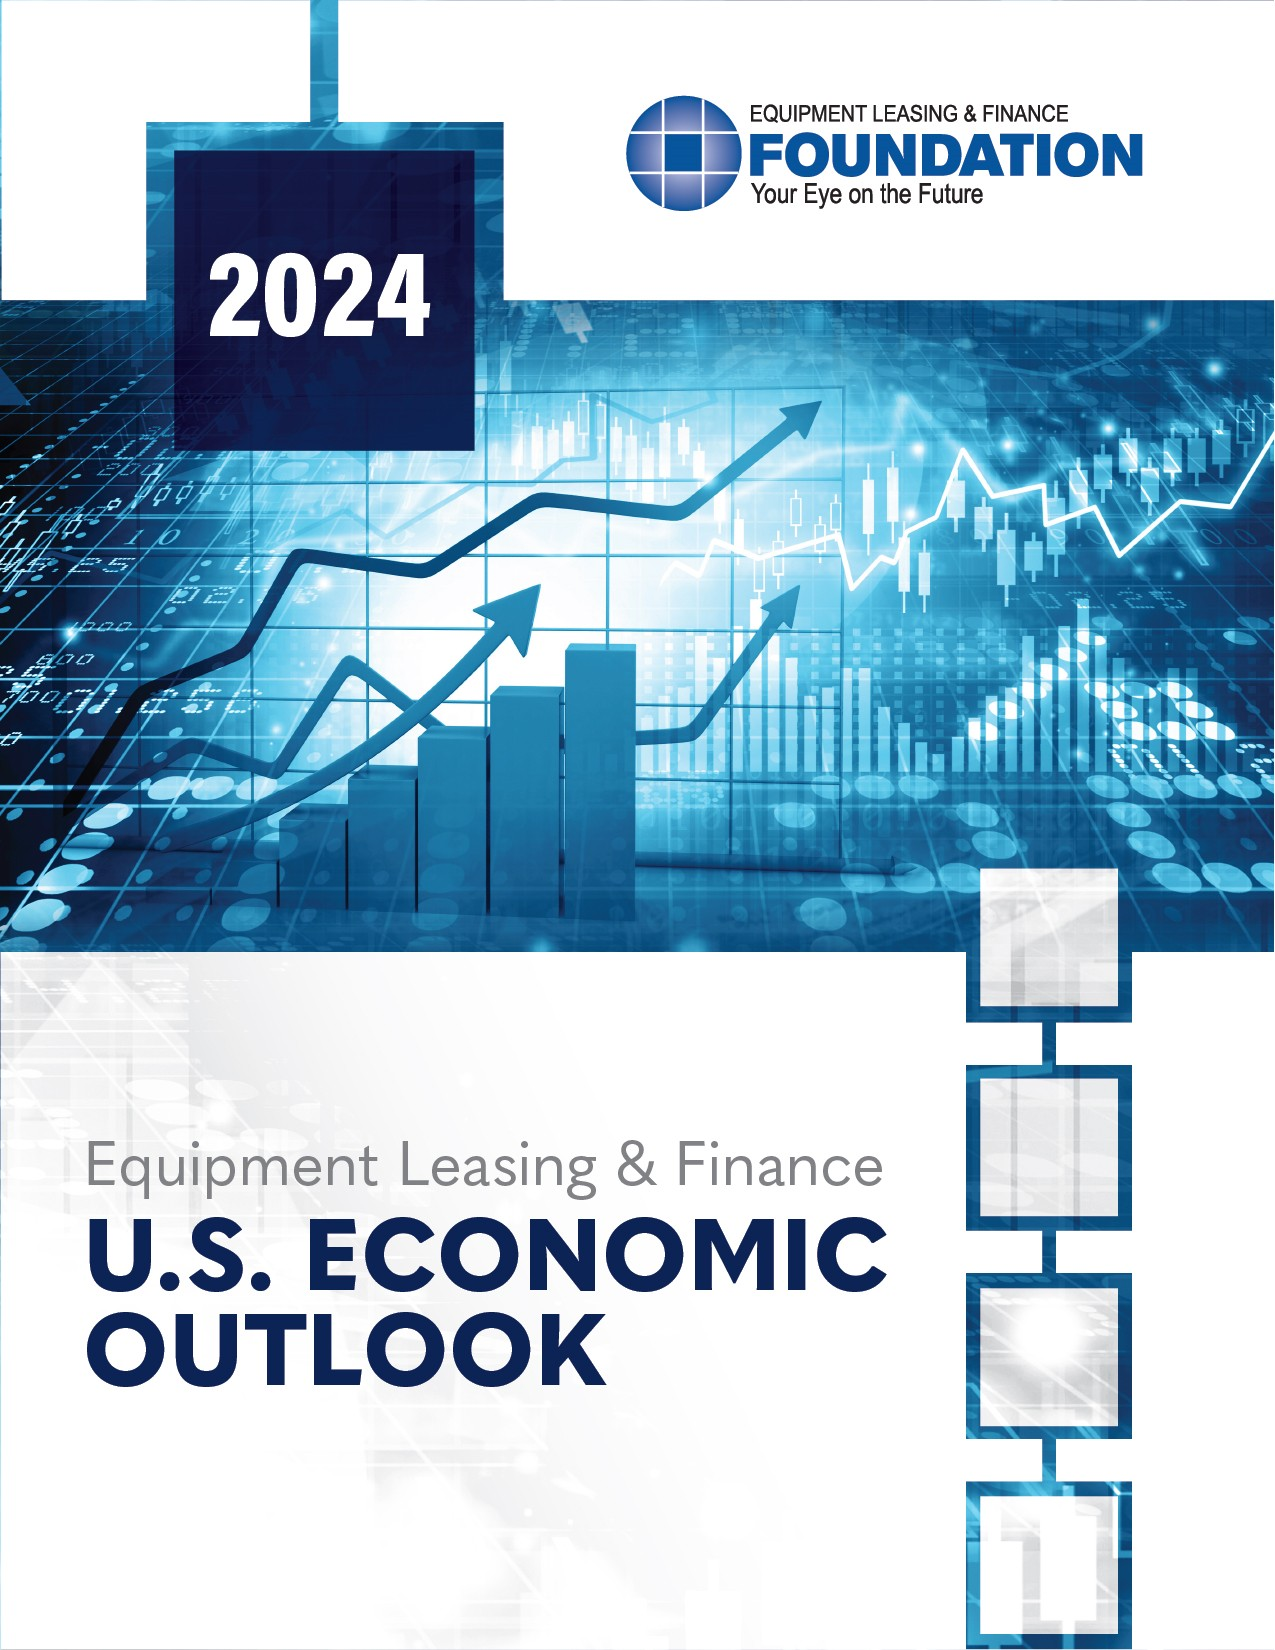 EQUIPMENT LEASING & FINANCE
FOUNDATION
Your Eye on the Future
2024
Equipment Leasing & Finance
U.S. ECONOMIC
OUTLOOK